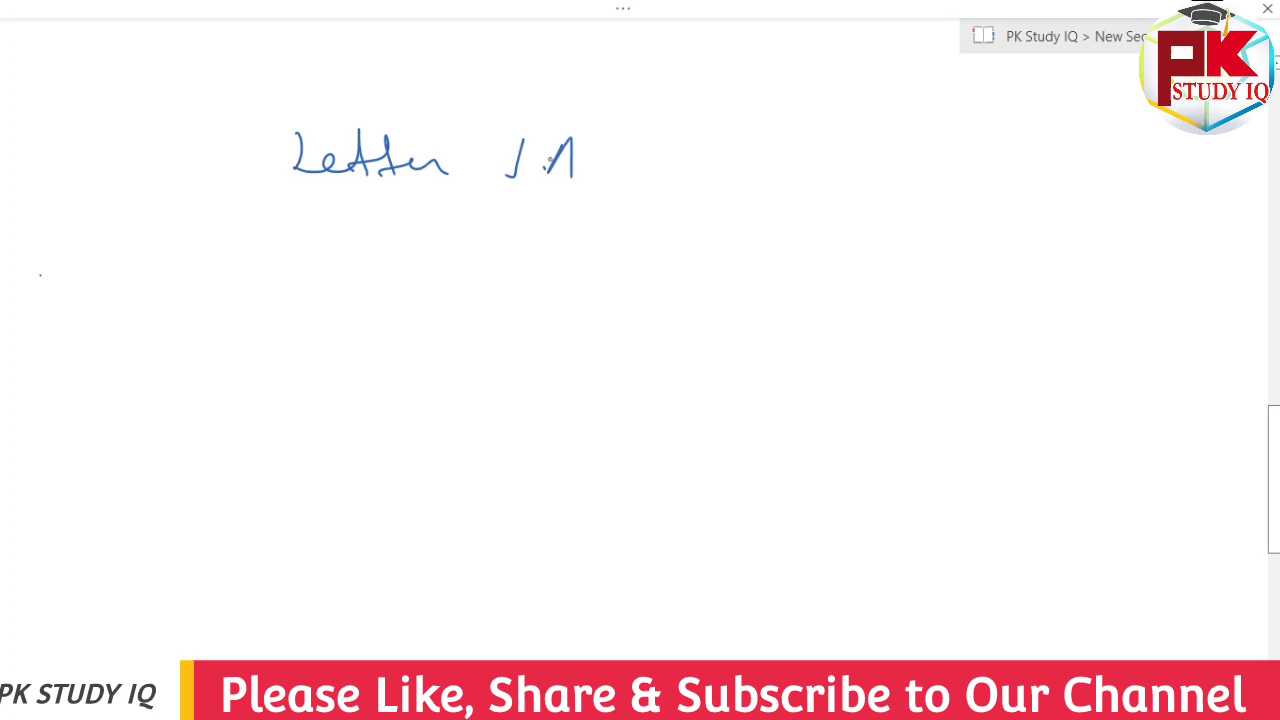 ...
PK Study IQ > New Sec
PK
STUDY IQ
Letter
PK STUDY IQ
Please Like, Share & Subscribe to Our Channel